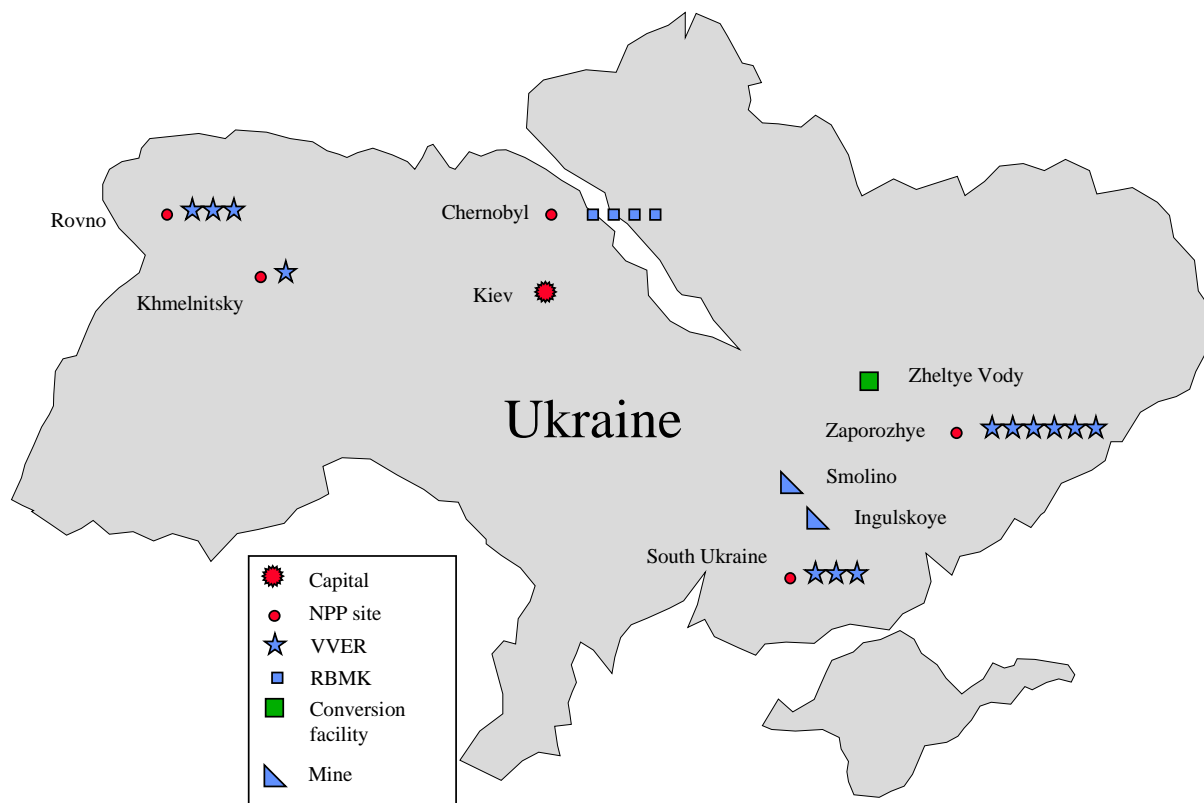 Rovno
Chernobyl
Khmelnitsky
Kiev
Zheltye Vody
Ukraine
Zaporozhye
Smolino
Ingulskoye
South Ukraine
Capital
NPP site
VVER
RBMK
Conversion
facility
Mine